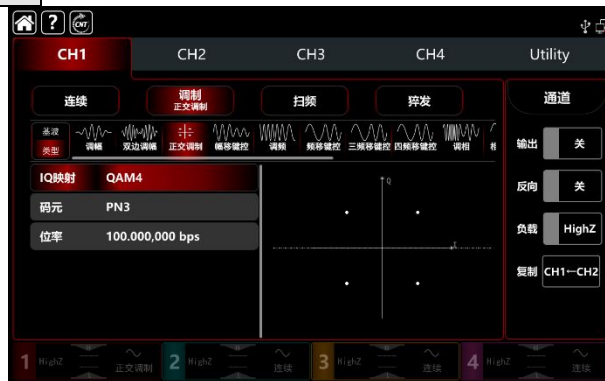 ? CNT
CH1 CH2 CH3 CH4 Utility
连续 调制 扫频 猝发 通道
正交调制
基波 类型 调幅 双边调幅 正交调制 幅移键控 调频 频移键控 三频移键控 四频移键控 调相
输出 关
IQ映射 QAM4
反向 关
码元 PN3
负载 HighZ
位率 100.000,000 bps
复制 CH1←CH2
Q
I
1 HighZ 正交调制 2 HighZ 连续 3 HighZ 连续 4 HighZ 连续